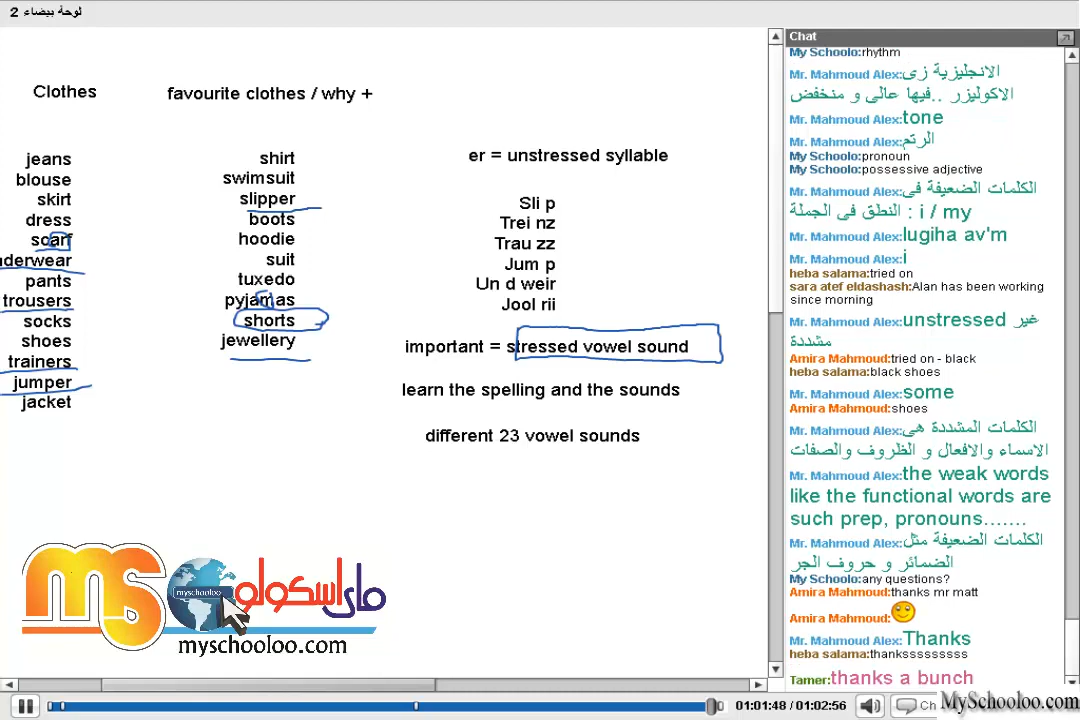 لوحة بيضاء 2
Clothes
favourite clothes / why +
jeans
blouse
skirt
dress
scarf
nderwear
pants
trousers
socks
shoes
trainers
jumper
jacket
shirt
swimsuit
slipper
boots
hoodie
suit
tuxedo
pyjamas
shorts
jewellery
er = unstressed syllable
Sli p
Trei nz
Trau zz
Jum p
Un d weir
Jool rii
important = stressed vowel sound
learn the spelling and the sounds
different 23 vowel sounds
ms
myschooloo
ماى اسكولو
myschooloo.com
Chat
My Schoolo:rhythm
Mr. Mahmoud Alex:الانجليزية زى
الاكوليزر ..فيها عالى و منخفض
Mr. Mahmoud Alex:tone
Mr. Mahmoud Alex:الرتم
My Schoolo:pronoun
My Schoolo:possessive adjective
Mr. Mahmoud Alex:الكلمات الضعيفة فى
النطق فى الجملة : i / my
Mr. Mahmoud Alex:lugiha av'm
Mr. Mahmoud Alex:i
heba salama:tried on
sara atef eldashash:Alan has been working
since morning
Mr. Mahmoud Alex:unstressed غير
مشددة
Amira Mahmoud:tried on - black
heba salama:black shoes
Mr. Mahmoud Alex:some
Amira Mahmoud:shoes
Mr. Mahmoud Alex:الكلمات المشددة هى
الاسماء والافعال و الظروف والصفات
Mr. Mahmoud Alex:the weak words
like the functional words are
such prep, pronouns.......
Mr. Mahmoud Alex:الكلمات الضعيفة مثل
الضمائر و حروف الجر
My Schoolo:any questions?
Amira Mahmoud:thanks mr matt
Amira Mahmoud:
Mr. Mahmoud Alex:Thanks
heba salama:thanksssssssss
Tamer:thanks a bunch
01:01:48 / 01:02:56
Ch
MySchooloo.com